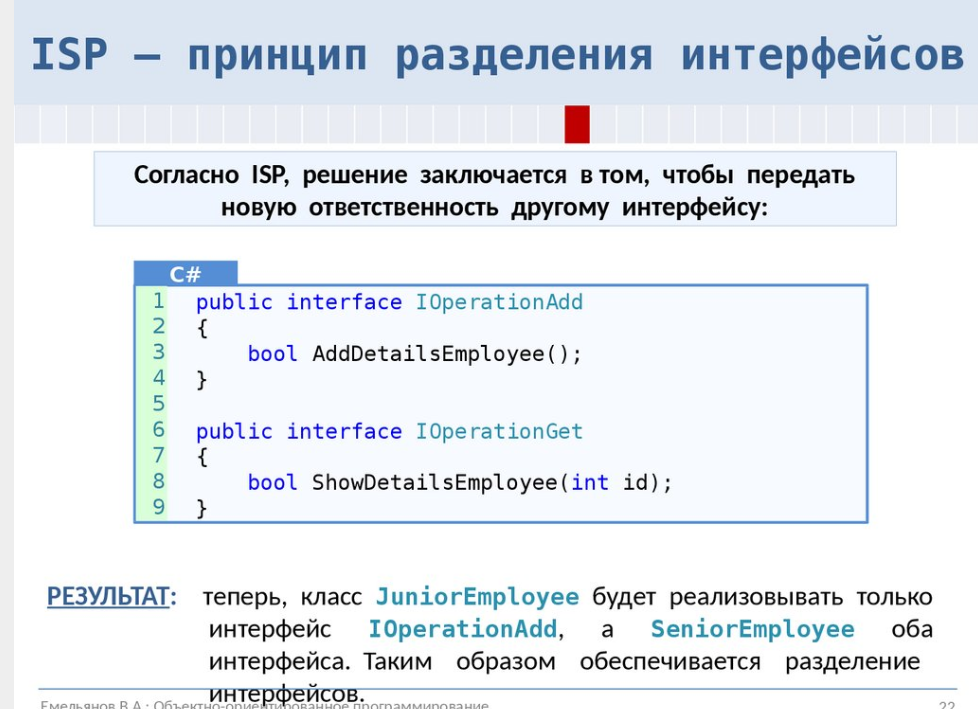 ISP – принцип разделения интерфейсов
Согласно ISP, решение заключается в том, чтобы передать
новую ответственность другому интерфейсу:
C#
1 public interface IOperationAdd
2 {
3     bool AddDetailsEmployee();
4 }
5
6 public interface IOperationGet
7 {
8     bool ShowDetailsEmployee(int id);
9 }
РЕЗУЛЬТАТ: теперь, класс JuniorEmployee будет реализовывать только
интерфейс IOperationAdd, а SeniorEmployee оба
интерфейса. Таким образом обеспечивается разделение
интерфейсов.
Емельянов В.А.: Объектно-ориентированное программирование 22